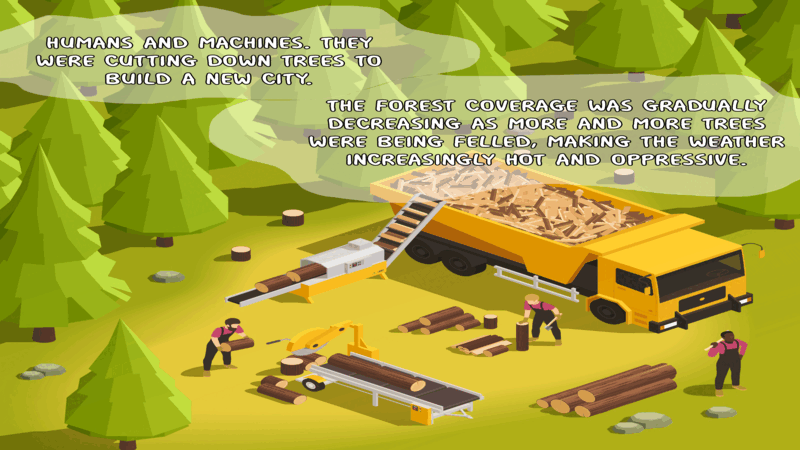 HUMANS AND MACHINES. THEY
WERE CUTTING DOWN TREES TO
BUILD A NEW CITY.
THE FOREST COVERAGE WAS GRADUALLY
DECREASING AS MORE AND MORE TREES
WERE BEING FELLED, MAKING THE WEATHER
INCREASINGLY HOT AND OPPRESSIVE.